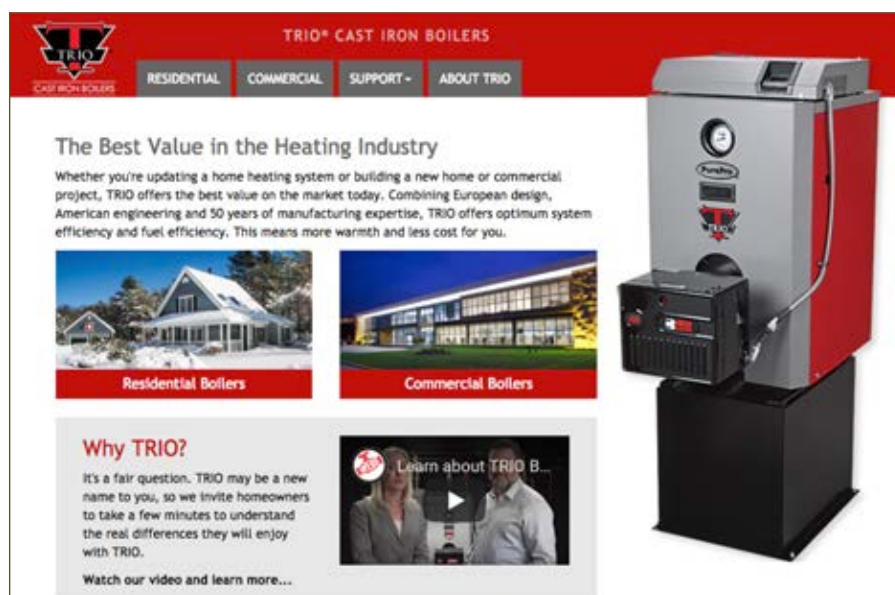 TRIO® CAST IRON BOILERS
TRIO
CAST IRON BOILERS
RESIDENTIAL
COMMERCIAL
SUPPORT
ABOUT TRIO
The Best Value in the Heating Industry
Whether you're updating a home heating system or building a new home or commercial
project, TRIO offers the best value on the market today. Combining European design,
American engineering and 50 years of manufacturing expertise, TRIO offers optimum system
efficiency and fuel efficiency. This means more warmth and less cost for you.
PurePro
TRIO
Residential Boilers
Commercial Boilers
Why TRIO?
It's a fair question. TRIO may be a new
name to you, so we invite homeowners
to take a few minutes to understand
the real differences they will enjoy
with TRIO.
Watch our video and learn more...
Learn about TRIO B...